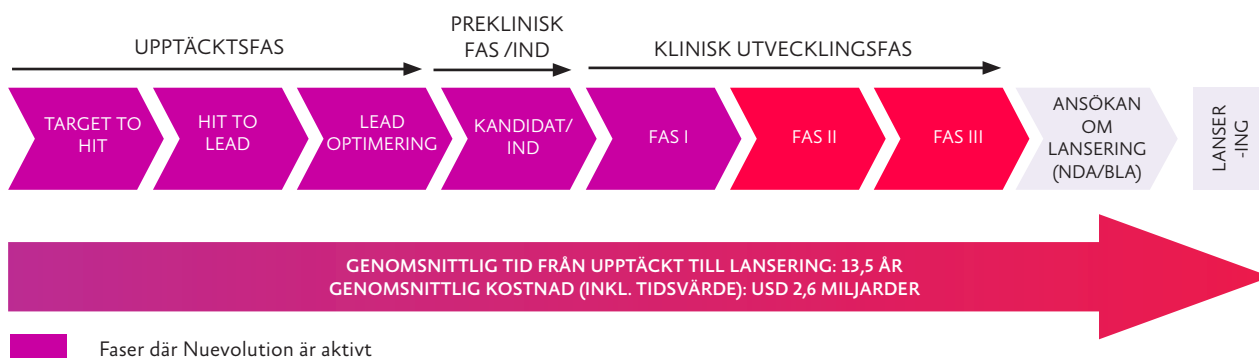 UPPTÄCKTSFAS
PREKLINISK
FAS /IND
KLINISK UTVECKLINGSFAS
TARGET TO
HIT
HIT TO
LEAD
LEAD
OPTIMERING
KANDIDAT/
IND
FAS I
FAS II
FAS III
ANSÖKAN
OM
LANSERING
(NDA/BLA)
LANSER
-ING
GENOMSNITTLIG TID FRÅN UPPTÄCKT TILL LANSERING: 13,5 ÅR
GENOMSNITTLIG KOSTNAD (INKL. TIDSVÄRDE): USD 2,6 MILJARDER
Faser där Nuevolution är aktivt